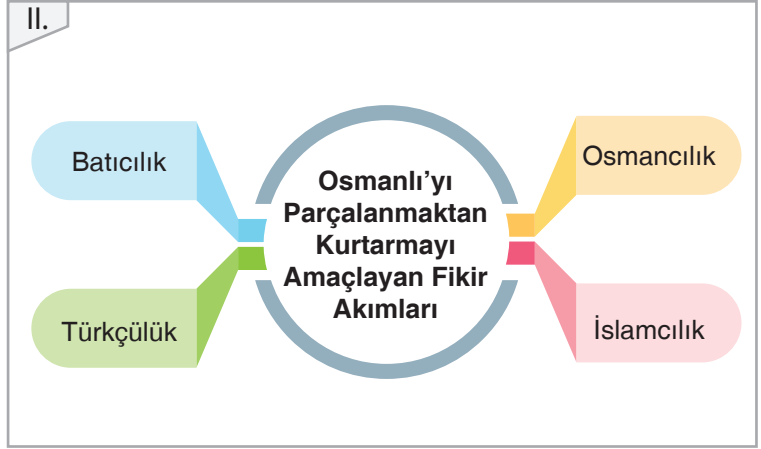 II.
Batıcılık
Osmancılık
Osmanlı'yı
Parçalanmaktan
Kurtarmayı
Amaçlayan Fikir
Akımları
Türkçülük
İslamcılık